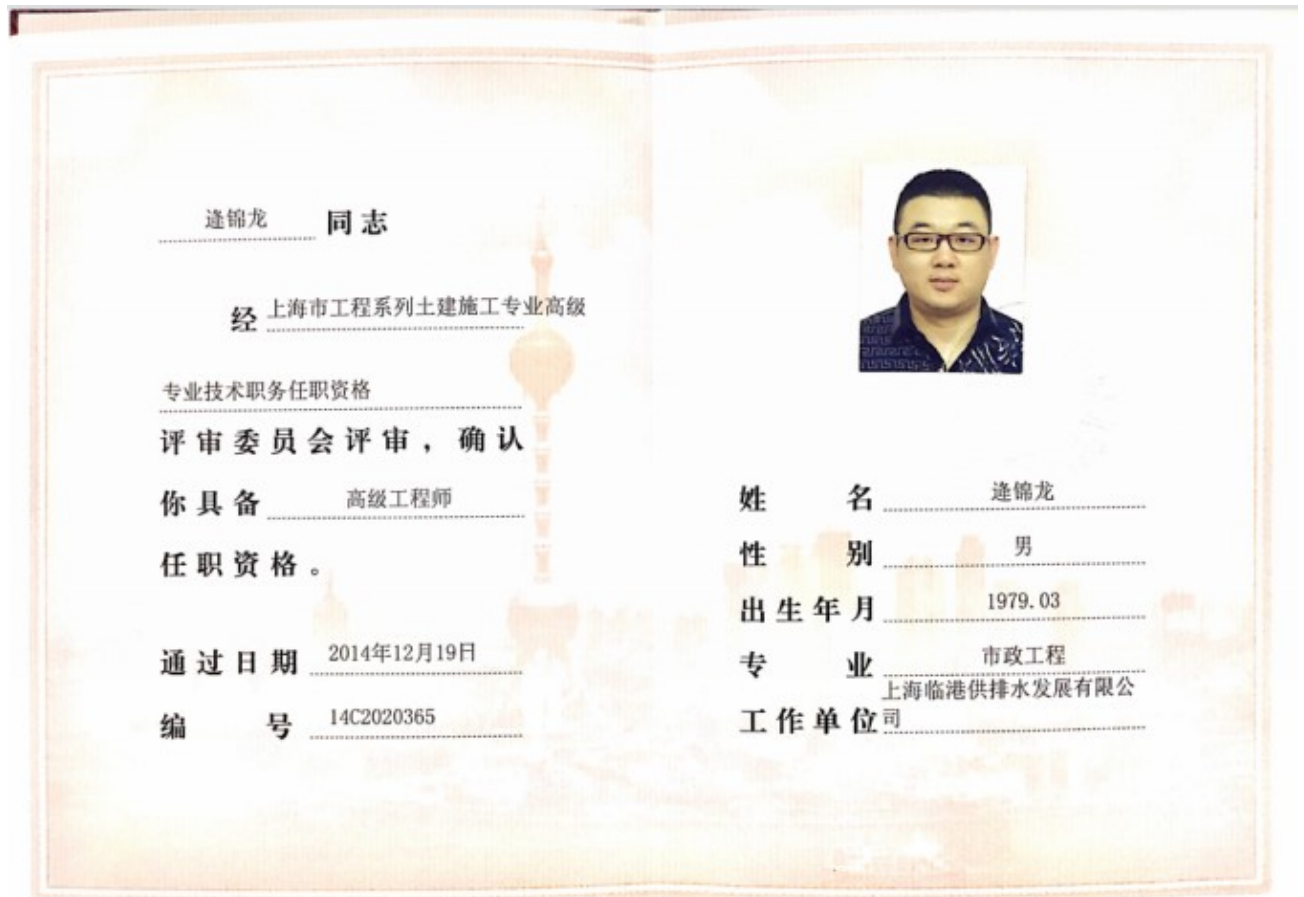 逄锦龙 同志
经 上海市工程系列土建施工专业高级
专业技术职务任职资格
评审委员会评审，确认
你具备 高级工程师
任职资格。
通过日期 2014年12月19日
编号 14C2020365
姓名 逄锦龙
性别 男
出生年月 1979.03
专业 市政工程
上海临港供排水发展有限公
工作单位 司